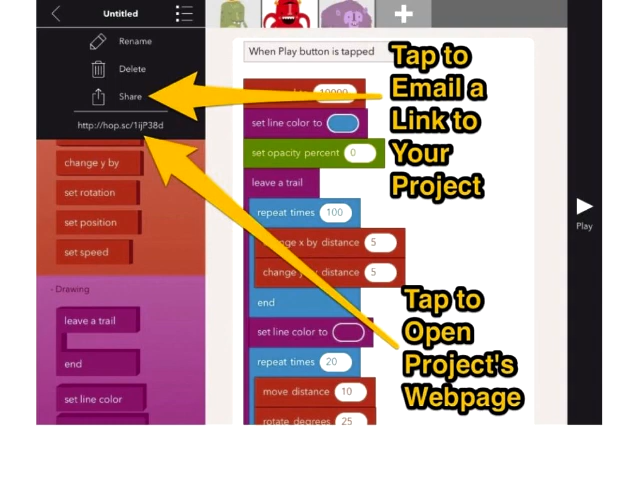 Untitled
Rename
Delete
Share
http://hop.sc/1ijP38d
change y by
set rotation
set position
set speed
- Drawing
leave a trail
end
set line color
When Play button is tapped
10000
set line color to
set opacity percent 0
leave a trail
repeat times 100
change x by distance 5
change y by distance 5
end
set line color to
repeat times 20
move distance 10
rotate degrees 25
Tap to
Email a
Link to
Your
Project
Tap to
Open
Project's
Webpage
Play